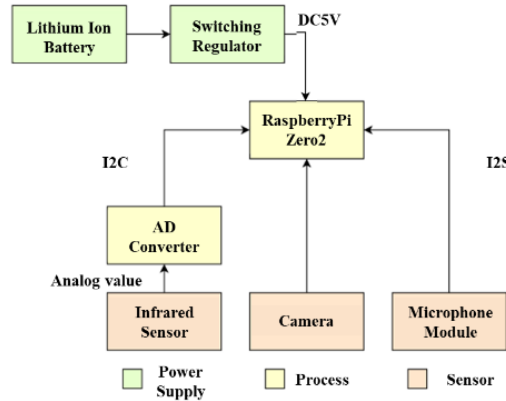 Lithium Ion
Battery
Switching
Regulator
DC5V
RaspberryPi
Zero2
I2C
I2S
AD
Converter
Analog value
Infrared
Sensor
Camera
Microphone
Module
Power
Supply
Process
Sensor